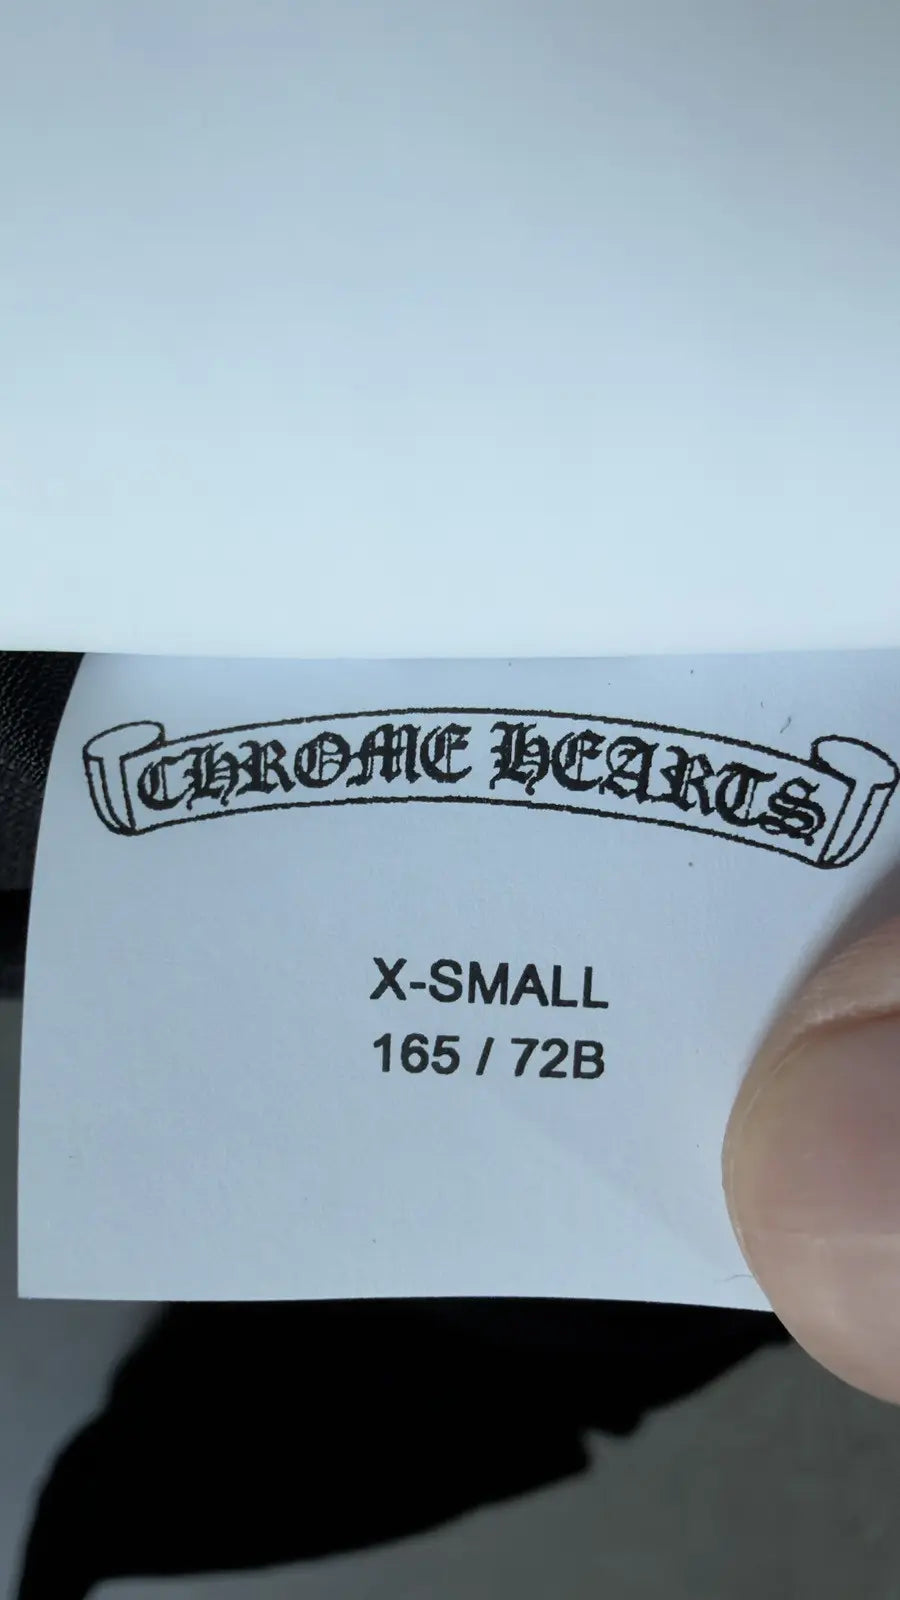 CHROME HEARTS
X-SMALL
165 / 72B